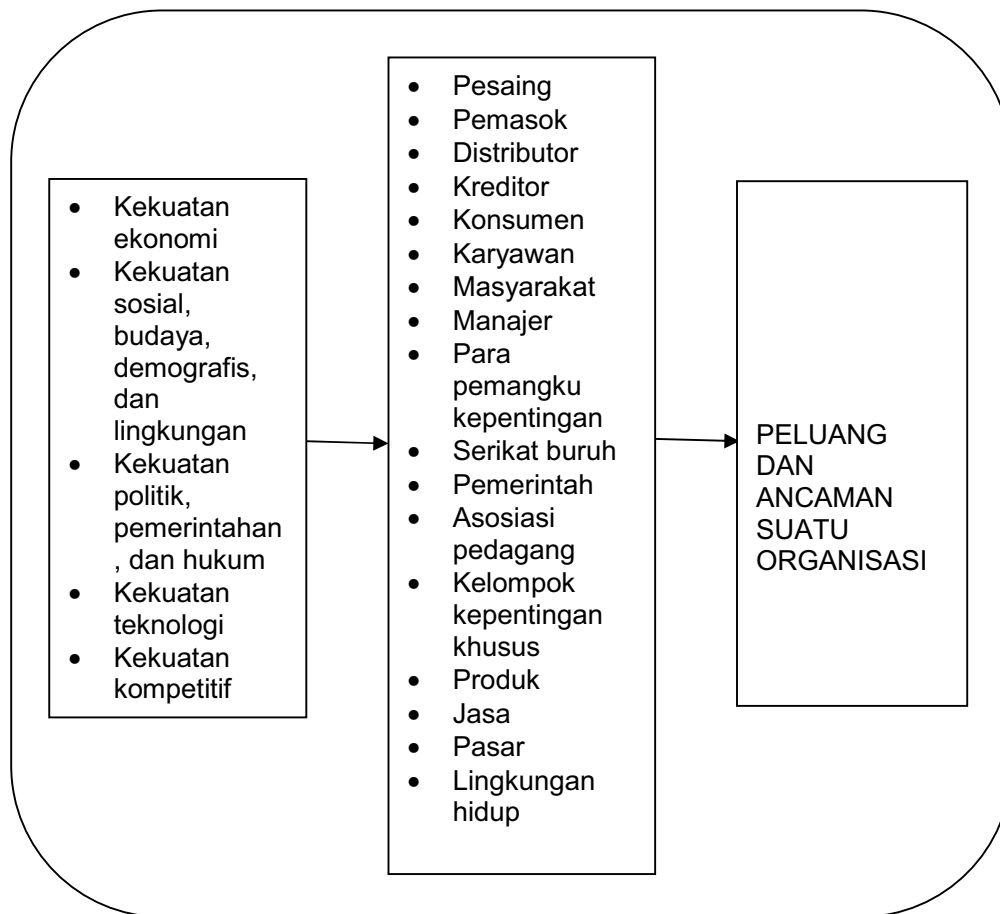 • Kekuatan
ekonomi
• Kekuatan
sosial,
budaya,
demografis,
dan
lingkungan
• Kekuatan
politik,
pemerintahan
, dan hukum
• Kekuatan
teknologi
• Kekuatan
kompetitif
• Pesaing
• Pemasok
• Distributor
• Kreditor
• Konsumen
• Karyawan
• Masyarakat
• Manajer
• Para
pemangku
kepentingan
• Serikat buruh
• Pemerintah
• Asosiasi
pedagang
• Kelompok
kepentingan
khusus
• Produk
• Jasa
• Pasar
• Lingkungan
hidup
PELUANG
DAN
ANCAMAN
SUATU
ORGANISASI